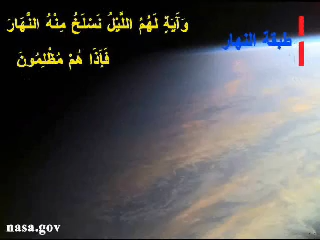 وَآيَةٌ لَهُمُ اللَّيْلُ نَسْلَخُ مِنْهُ النَّهَارَ
فَإِذَا هُمْ مُظْلِمُونَ
طبقة النهار
nasa.gov